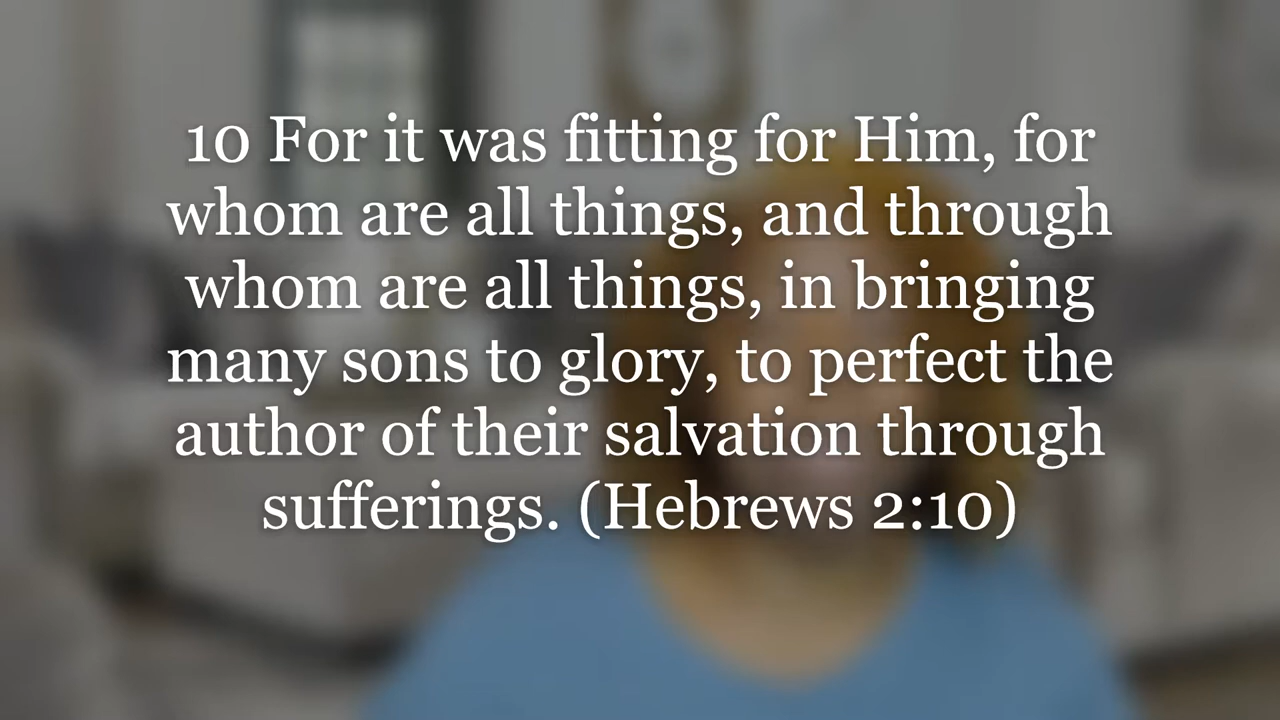 10 For it was fitting for Him, for
whom are all things, and through
whom are all things, in bringing
many sons to glory, to perfect the
author of their salvation through
sufferings. (Hebrews 2:10)